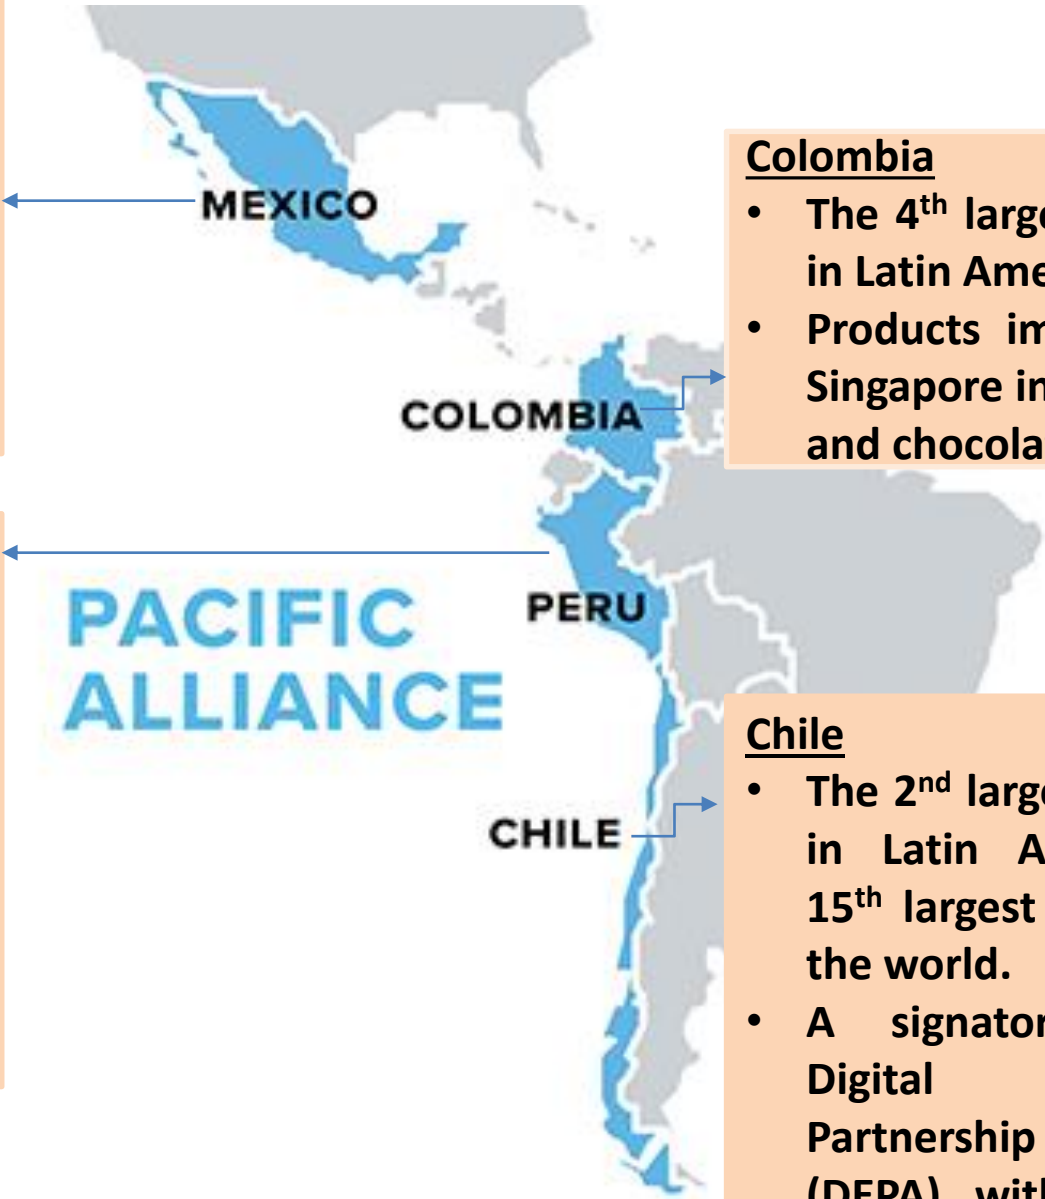 MEXICO
Colombia
• The 4th
in Latin
• Products
Singapore
and
COLOMBIA
PERU
PACIFIC
ALLIANCE
Chile
• The 2nd
in Latin
15th largest
the world.
CHILE
• A
Digital
Partnership
(DEPA)